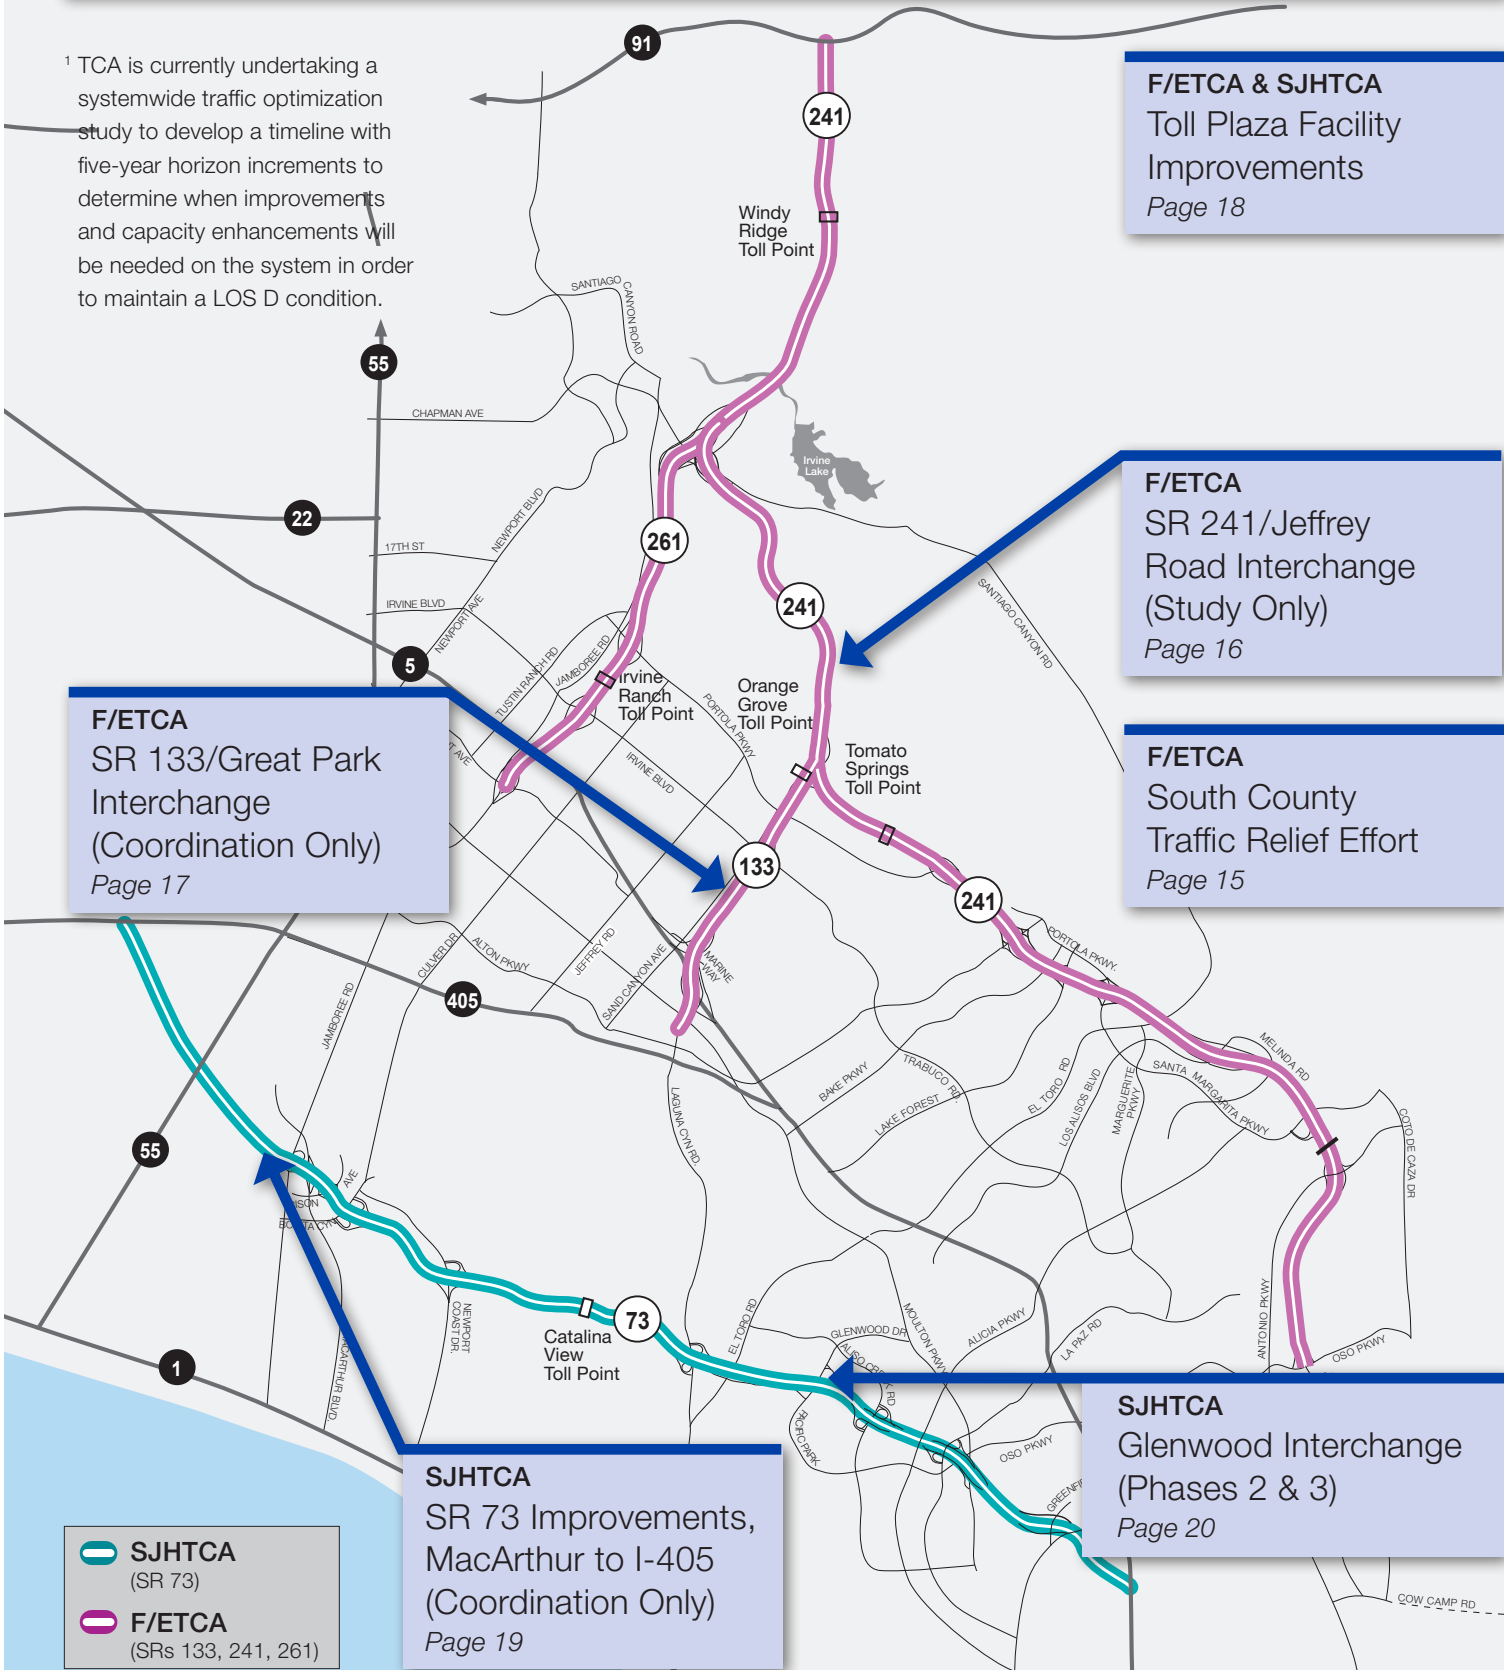 91
¹ TCA is currently undertaking a
systemwide traffic optimization
study to develop a timeline with
five-year horizon increments to
determine when improvements
and capacity enhancements will
be needed on the system in order
to maintain a LOS D condition.
F/ETCA & SJHTCA
Toll Plaza Facility
Improvements
Page 18
241
Windy
Ridge
Toll Point
SANTIAGO
CANYON ROAD
55
CHAPMAN AVE
Irvine
Lake
22
NEWPORT BLVD
17TH ST
261
IRVINE BLVD
NEWPORT AVE
241
SANTIAGO CANYON RD
F/ETCA
SR 241/Jeffrey
Road Interchange
(Study Only)
Page 16
5
TUSTIN RANCH RD
JAMBOREE RD
Irvine
Ranch
Toll Point
PORTOLA PKWY
Orange
Grove
Toll Point
F/ETCA
SR 133/Great Park
Interchange
(Coordination Only)
Page 17
AVE
IRVINE BLVD
Tomato
Springs
Toll Point
F/ETCA
South County
Traffic Relief Effort
Page 15
133
241
CULVER DR
ALTON PKWY
JEFFREY RD
SAND CANYON AVE
MARINE
WAY
PORTOLA PKWY.
405
JAMBOREE RD
BAKE PKWY
TRABUCO RD.
LAKE FOREST
EL TORO RD
LOS ALISOS BLVD
MARGUERITE
PKWY
SANTA MARGARITA PKWY
MELINDA RD
COTO DE CAZA DR
LAGUNA CYN RD.
55
AVE
NEWPORT
COAST DR.
Catalina
View
Toll Point
73
EL TORO RD
GLENWOOD DR
MOULTON PKWY
ALICIA PKWY
LA PAZ RD
ANTONIO PKWY
OSO PKWY
1
PACIFIC PARK
OSO PKWY
SJHTCA
Glenwood Interchange
(Phases 2 & 3)
Page 20
SJHTCA
SR 73 Improvements,
MacArthur to I-405
(Coordination Only)
Page 19
SJHTCA
(SR 73)
F/ETCA
(SRs 133, 241, 261)
COW CAMP RD